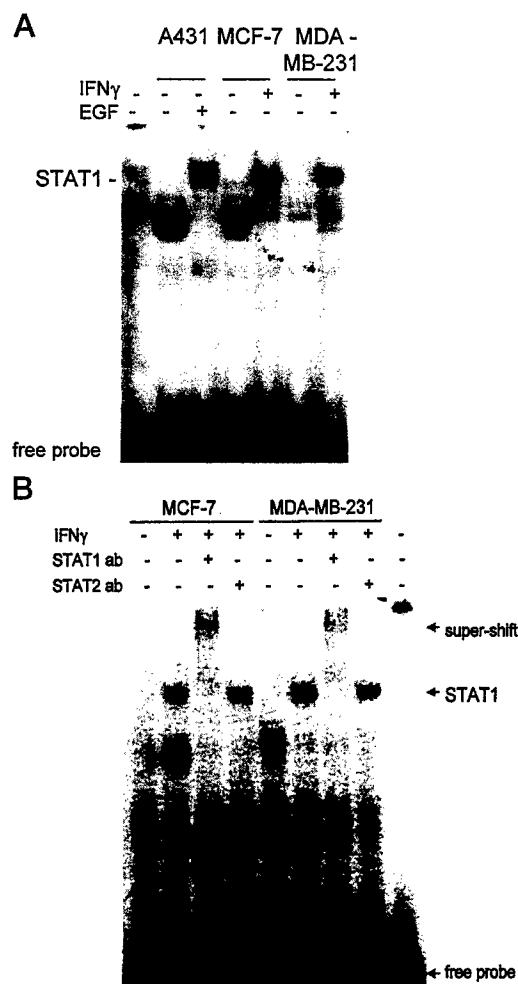 A
A431 MCF-7 MDA -
MB-231
IFNγ - - - - + - +
EGF - - + - - - -
STAT1 -
free probe
B
MCF-7 MDA-MB-231
IFNγ - + + + - + + + -
STAT1 ab - - + - - - + - -
STAT2 ab - - - + - - - + -
super-shift
STAT1
free probe